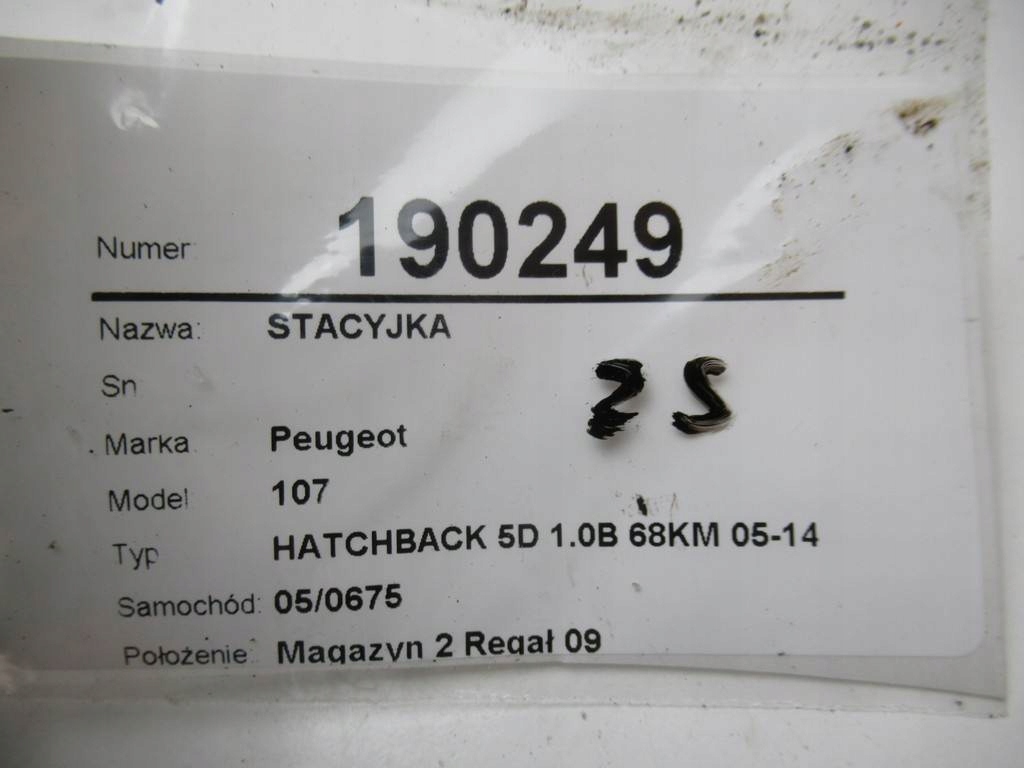 Numer 190249
Nazwa: STACYJKA
Sn
Marka Peugeot
Model 107
Typ HATCHBACK 5D 1.0B 68KM 05-14
Samochód: 05/0675
Położenie: Magazyn 2 Regał 09